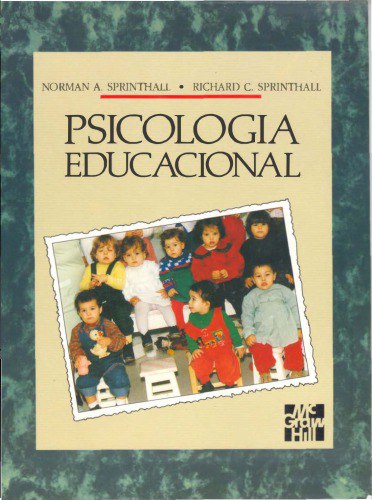 NORMAN A. SPRINTHALL • RICHARD C. SPRINTHALL
PSICOLOGIA
EDUCACIONAL
Mc
Graw
Hill